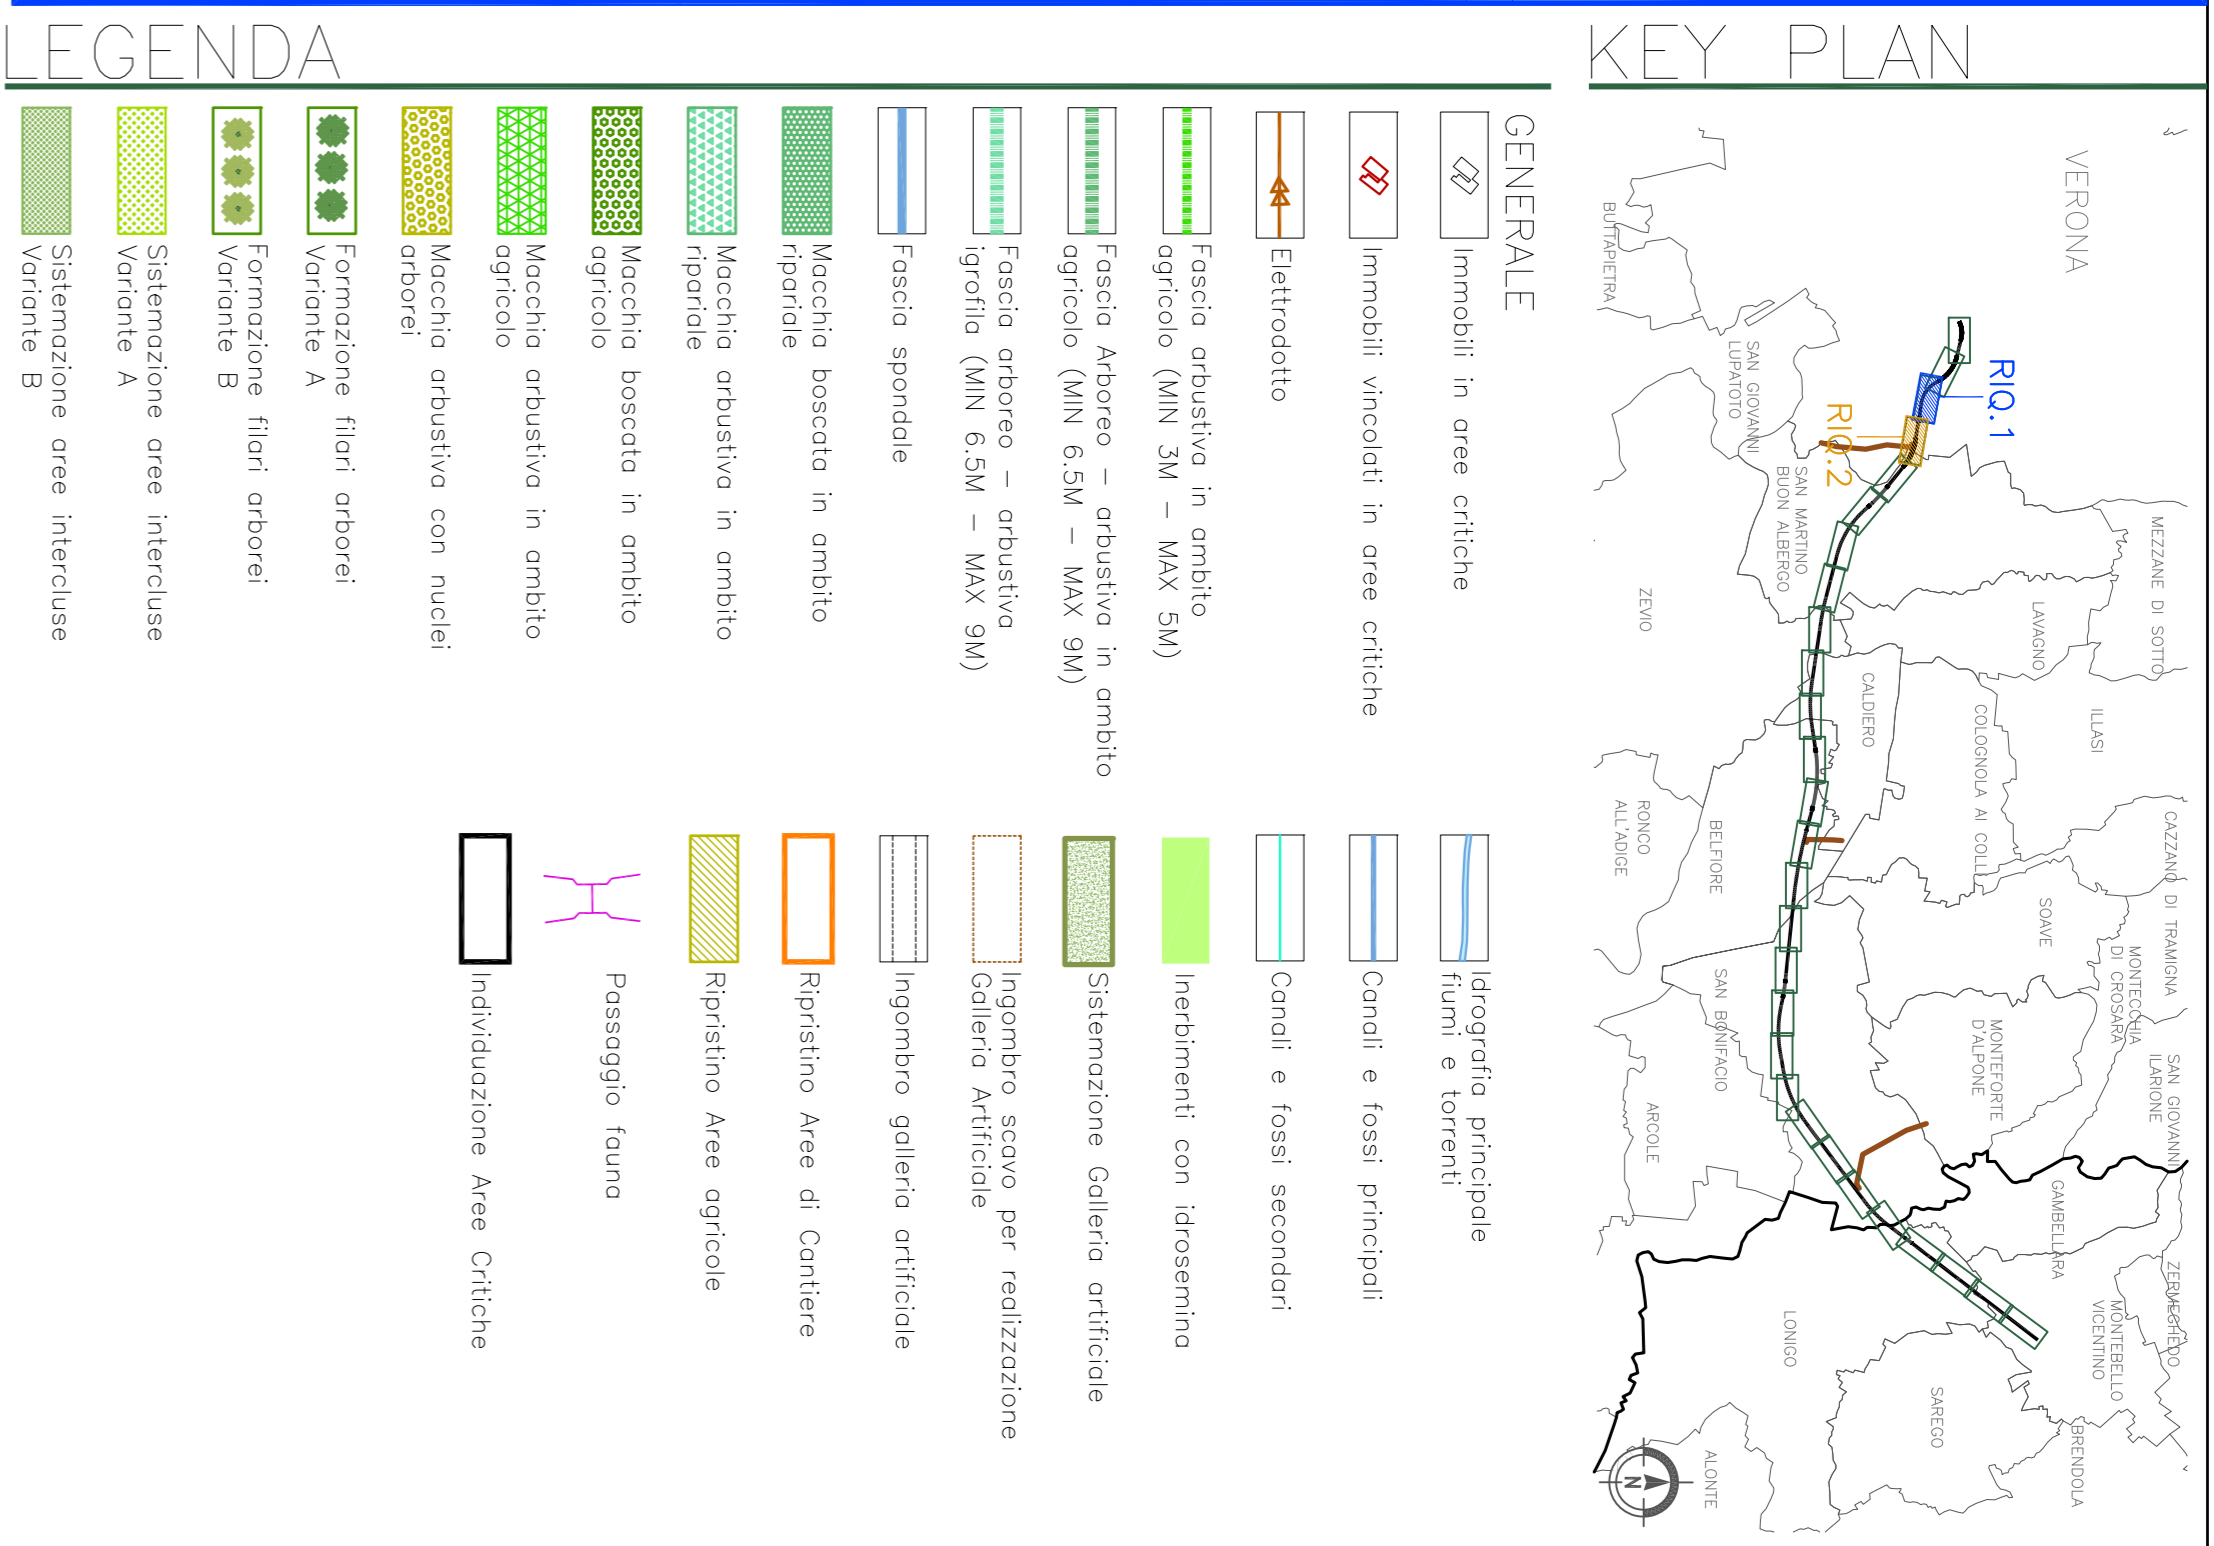 KEY PLAN
VERONA
BUTTAPIETRA
SAN GIOVANNI
LUPATOTO
RIQ.1
RIQ.2
SAN MARTINO
BUON ALBERGO
MEZZANE DI SOTTO
ZEVIO
LAVAGNO
ILLASI
CALDIERO
COLOGNOLA AI COLLI
CAZZANO DI TRAMIGNA
RONCO
ALL'ADIGE
BELFIORE
SOAVE
MONTECCHIA
DI CROSARA
SAN BONIFACIO
MONTEFORTE
D'ALPONE
SAN GIOVANNI
ILARIONE
ARCOLE
GAMBELLARA
ZERMEGHEDO
MONTEBELLO
VICENTINO
LONIGO
SAREGO
BRENDOLA
ALONTE
N
LEGENDA
GENERALE
Immobili in aree critiche
Immobili vincolati in aree critiche
Elettrodotto
Fascia arbustiva in ambito
agricolo (MIN 3M – MAX 5M)
Fascia Arboreo – arbustiva in ambito
agricolo (MIN 6.5M – MAX 9M)
Fascia arboreo – arbustiva
igrofila (MIN 6.5M – MAX 9M)
Fascia spondale
Macchia boscata in ambito
ripariale
Macchia arbustiva in ambito
ripariale
Macchia boscata in ambito
agricolo
Macchia arbustiva in ambito
agricolo
Macchia arbustiva con nuclei
arborei
Formazione filari arborei
Variante A
Formazione filari arborei
Variante B
Sistemazione aree intercluse
Variante A
Sistemazione aree intercluse
Variante B
Idrografia principale
fiumi e torrenti
Canali e fossi principali
Canali e fossi secondari
Inerbimenti con idrosemina
Sistemazione Galleria artificiale
Ingombro scavo per realizzazione
Galleria Artificiale
Ingombro galleria artificiale
Ripristino Aree di Cantiere
Ripristino Aree agricole
Passaggio fauna
Individuazione Aree Critiche